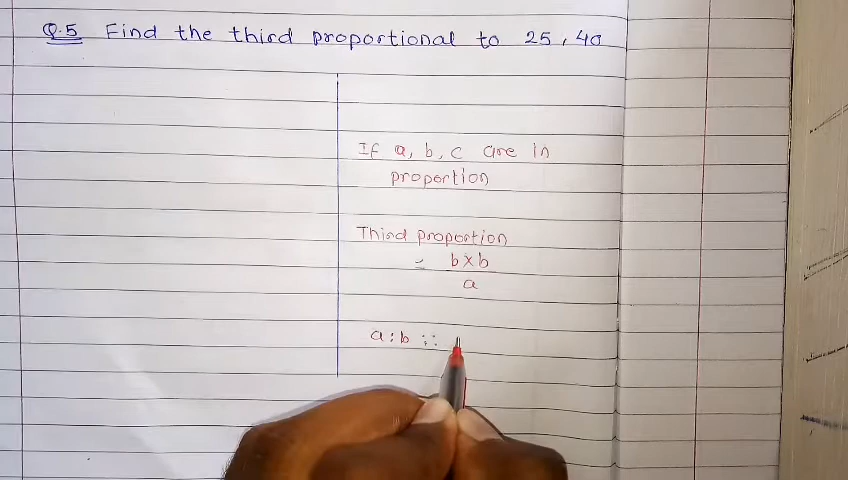 Q.5 Find the third proportional to 25, 40
If a, b, c are in
proportion
Third proportion
= b×b
a
a:b ::